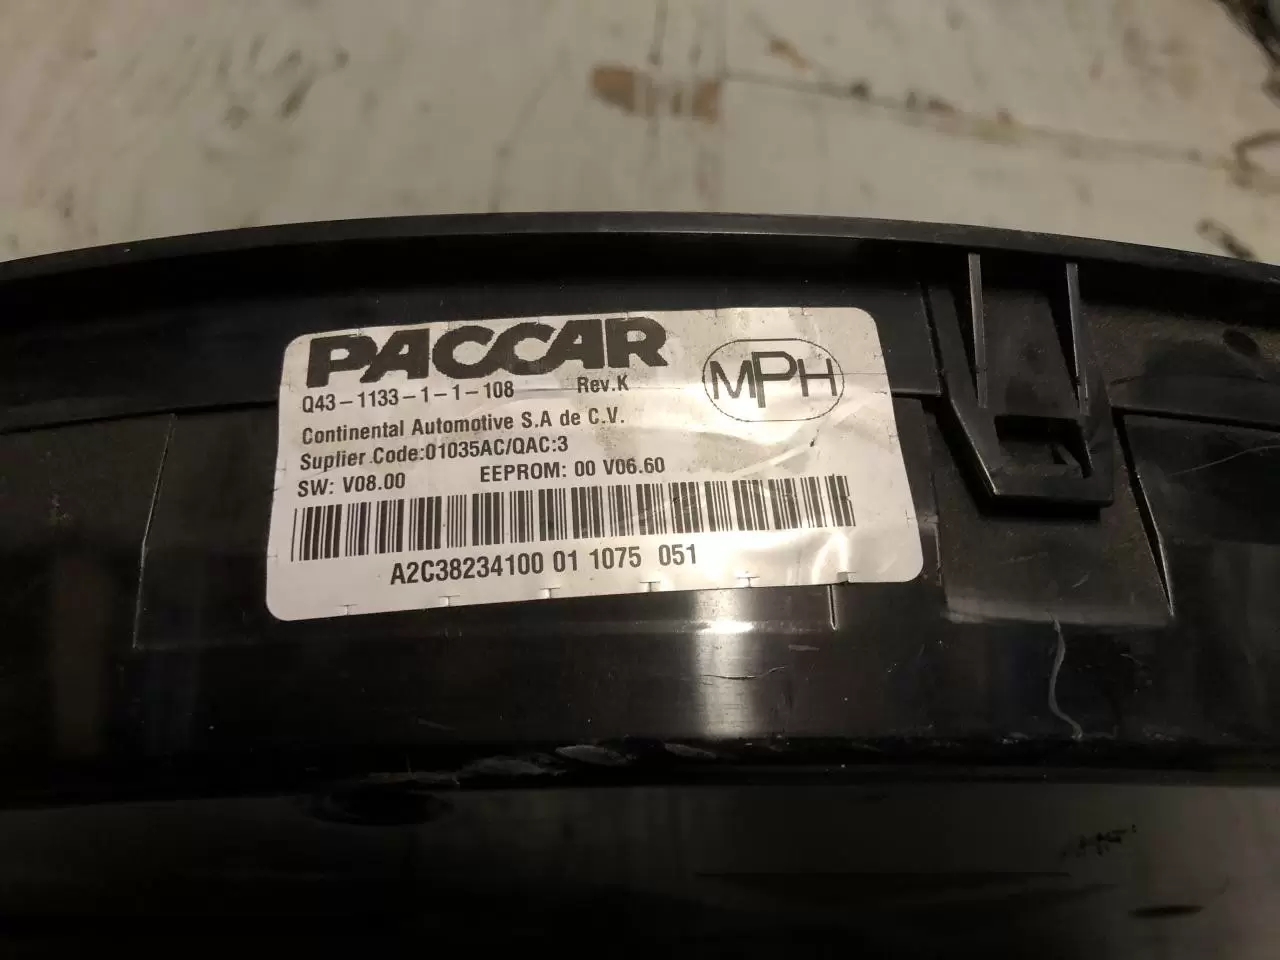 PACCAR
Q43-1133-1-1-108 Rev.K
MPH
Continental Automotive S.A de C.V.
Suplier Code:01035AC/QAC:3
SW: V08.00 EEPROM: 00 V06.60
A2C38234100 01 1075 051